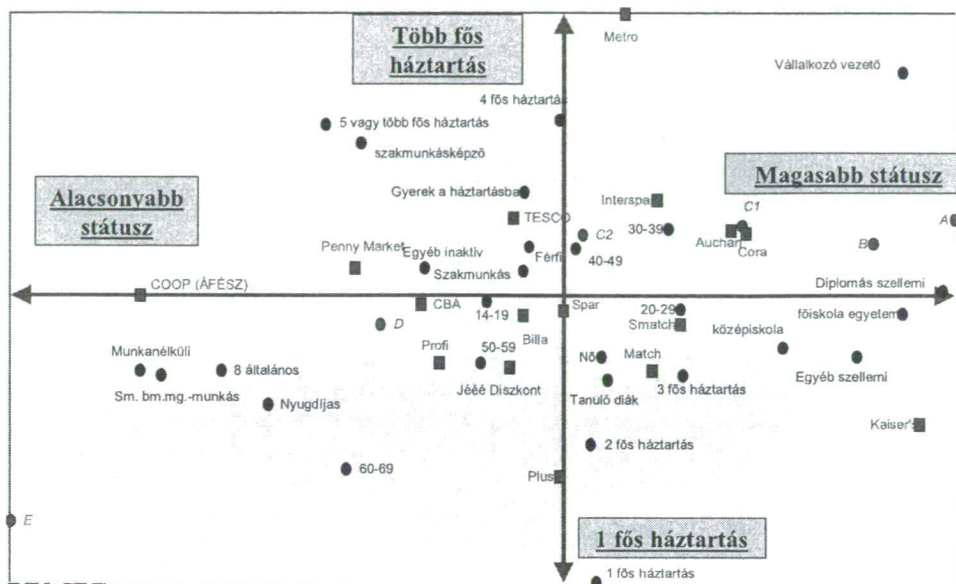 Több fős
háztartás
Metro
Vállalkozó vezető
4 fős háztartás
5 vagy több fős háztartás
szakmunkásképző
Magasabb státusz
Alacsonyabb
státusz
Gyerek a háztartásba
Interspa
TESCO
C1
A
30-39
C2
Auchan
Cora
B
Penny Market
Egyéb inaktív
Férfi
40-49
Szakmunkás
COOP (ÁFÉSZ)
Diplomás szellemi
CBA
14-19
Spar
20-29
főiskola egyetem
D
Billa
Smatch
középiskola
Munkanélküli
Profi
50-59
Nő
Match
8 általános
Egyéb szellemi
Sm. bm.mg.-munkás
Jééé Diszkont
Tanuló diák
3 fős háztartás
Nyugdíjas
Kaiser's
2 fős háztartás
60-69
Plus
E
1 fős háztartás
1 fős háztartás